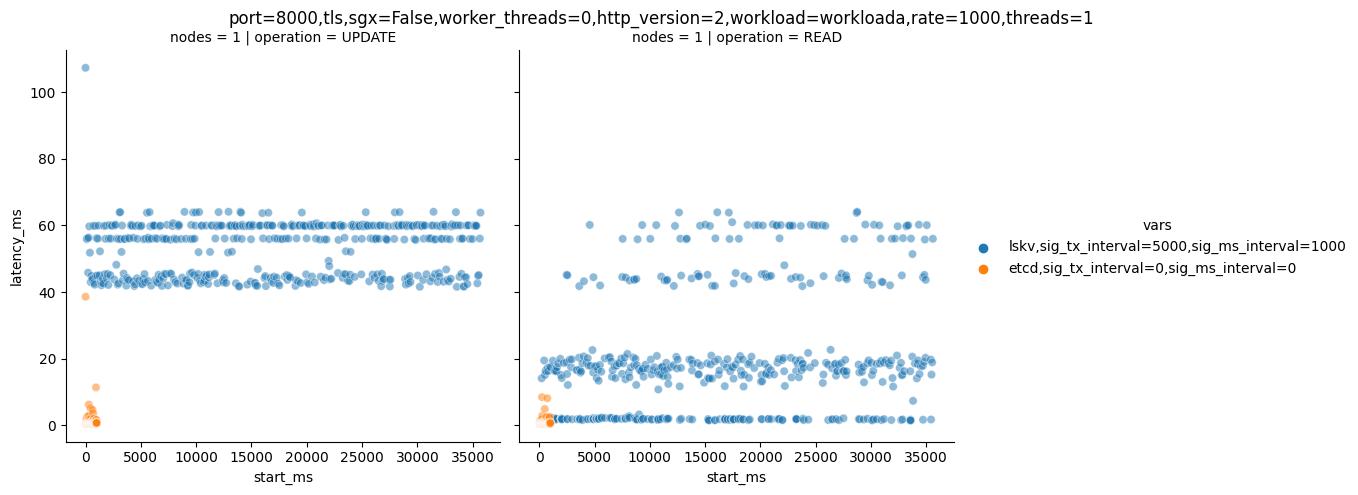 port=8000,tls,sgx=False,worker_threads=0,http_version=2,workload=workloada,rate=1000,threads=1
nodes = 1 | operation = UPDATE
nodes = 1 | operation = READ
latency_ms
100
80
60
40
20
0
0 5000 10000 15000 20000 25000 30000 35000
start_ms
0 5000 10000 15000 20000 25000 30000 35000
start_ms
vars
lskv,sig_tx_interval=5000,sig_ms_interval=1000
etcd,sig_tx_interval=0,sig_ms_interval=0